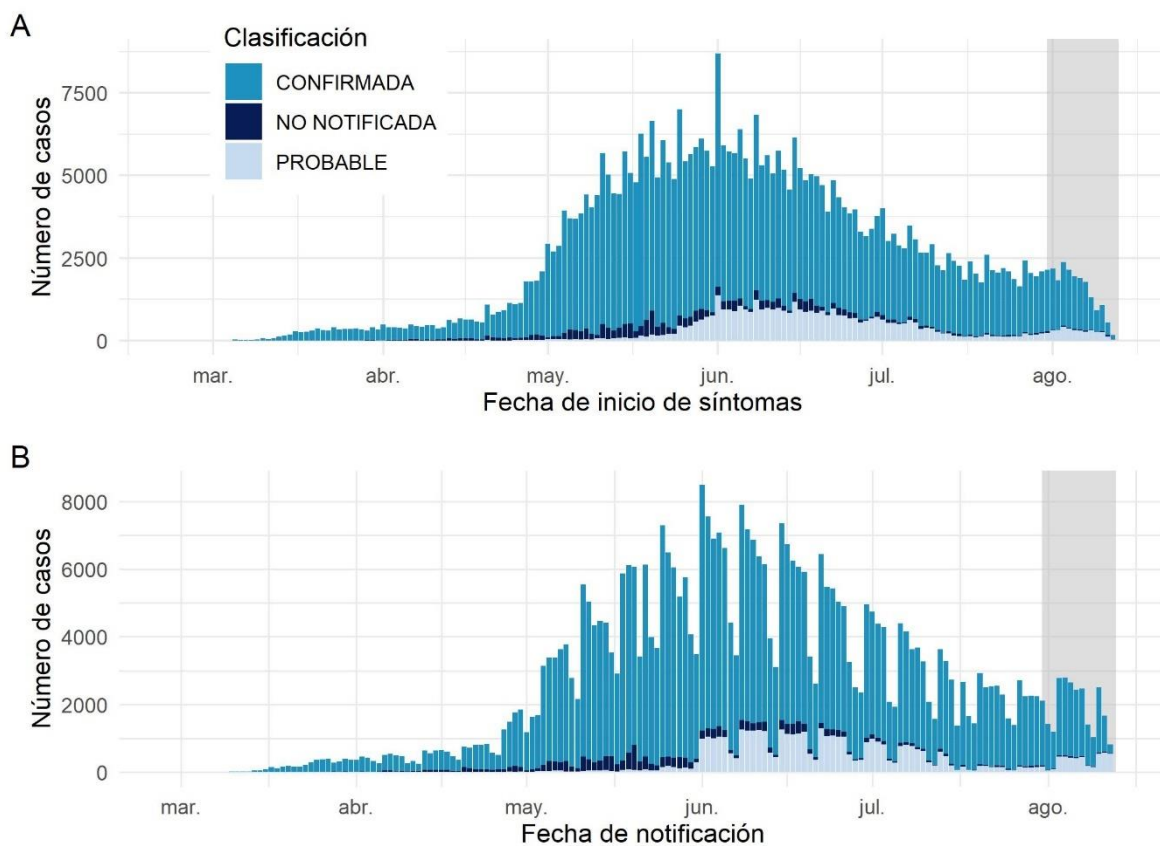 A
Clasificación
CONFIRMADA
NO NOTIFICADA
PROBABLE
Número de casos
7500
5000
2500
0
mar.
abr.
may.
jun.
jul.
ago.
Fecha de inicio de síntomas
B
Número de casos
8000
6000
4000
2000
0
mar.
abr.
may.
jun.
jul.
ago.
Fecha de notificación